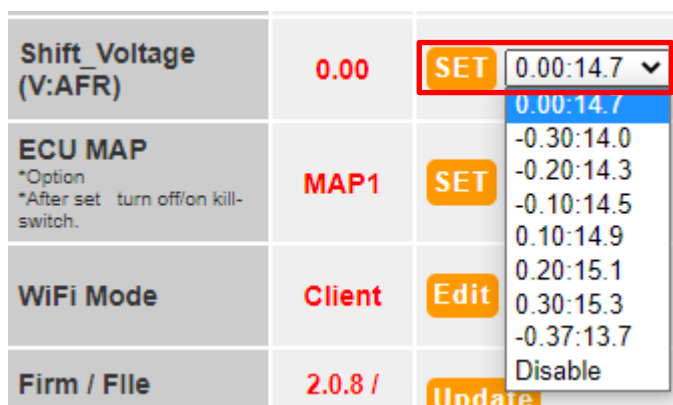 Shift_Voltage
(V:AFR)
0.00
SET
0.00:14.7
0.00:14.7
-0.30:14.0
-0.20:14.3
-0.10:14.5
0.10:14.9
0.20:15.1
0.30:15.3
-0.37:13.7
Disable
ECU MAP
*Option
*After set turn off/on kill-
switch.
MAP1
SET
WiFi Mode
Client
Edit
Firm / FIle
2.0.8 /
Update